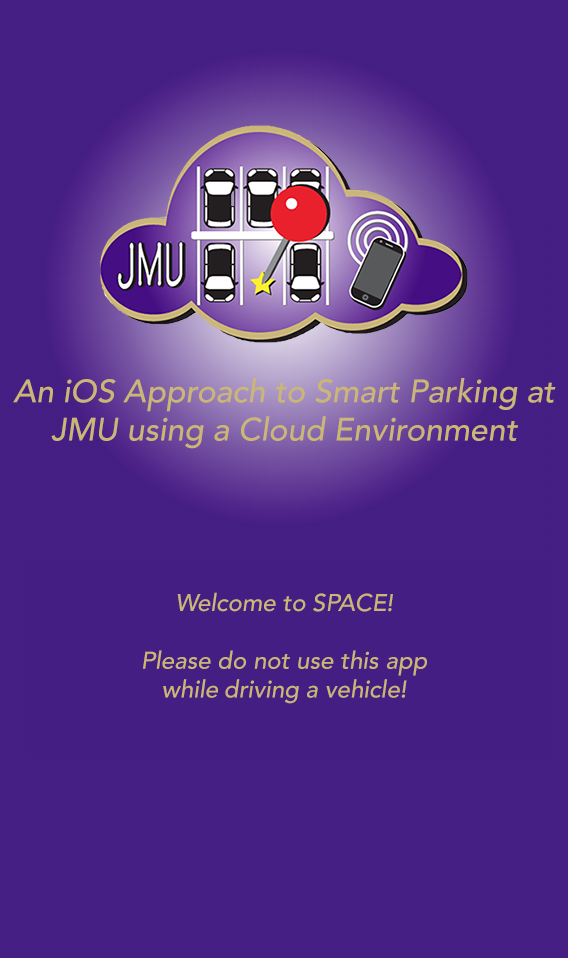 JMU
An iOS Approach to Smart Parking at
JMU using a Cloud Environment
Welcome to SPACE!
Please do not use this app
while driving a vehicle!